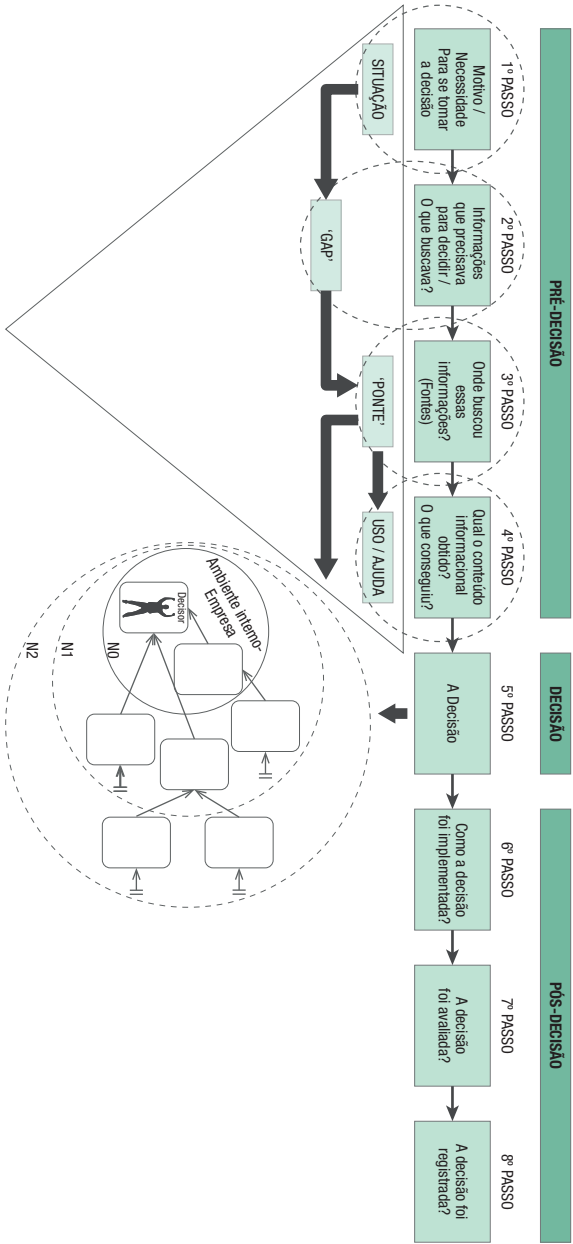 PRÉ-DECISÃO
DECISÃO
PÓS-DECISÃO
1º PASSO
2º PASSO
3º PASSO
4º PASSO
5º PASSO
6º PASSO
7º PASSO
8º PASSO
Motivo /
Necessidade
Para se tomar
a decisão
Informações
que precisava
para decidir /
O que buscava?
Onde buscou
essas
informações?
(Fontes)
Qual o conteúdo
informacional
obtido?
O que conseguiu?
A Decisão
Como a decisão
foi implementada?
A decisão
foi avaliada?
A decisão foi
registrada?
SITUAÇÃO
'GAP'
'PONTE'
USO / AJUDA
Ambiente interno-
Empresa
Decisor
N0
N1
N2